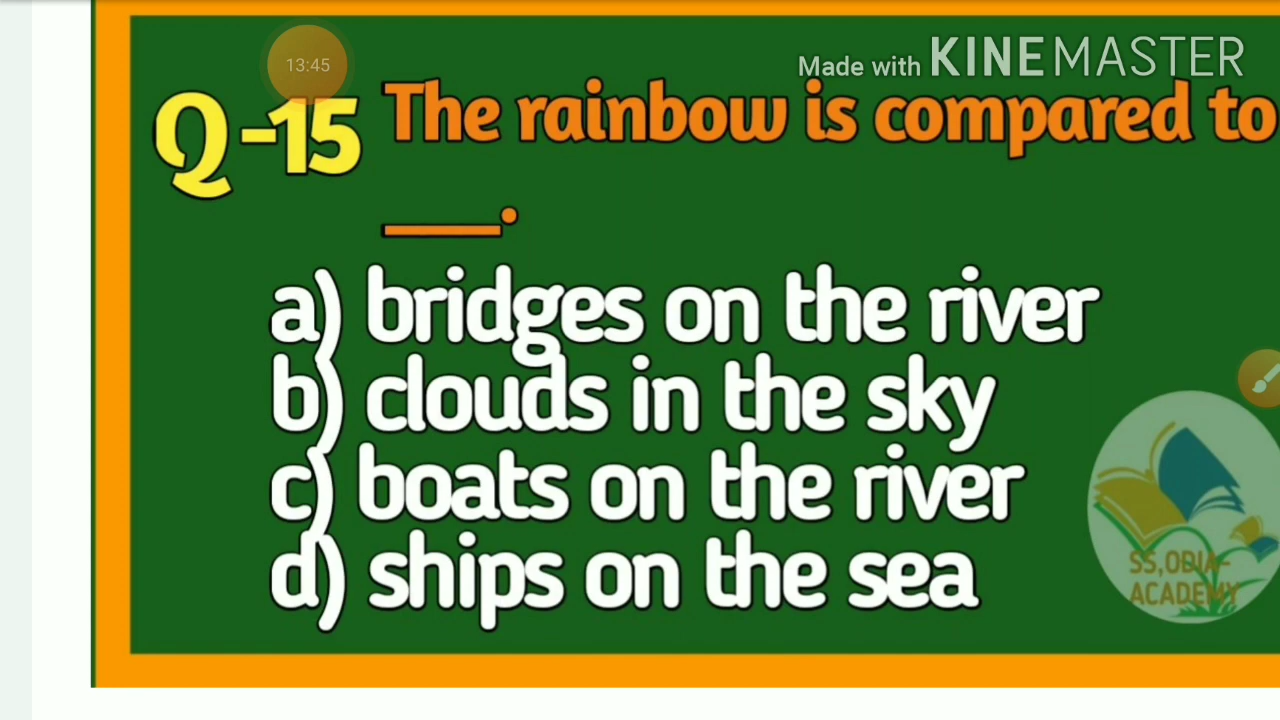 13:45
Made with KINEMASTER
Q-15 The rainbow is compared to
____.
a) bridges on the river
b) clouds in the sky
c) boats on the river
d) ships on the sea
SS,ODIA-
ACADEMY